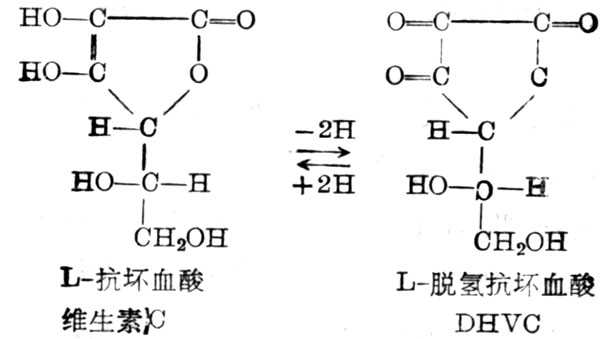 HO—C—C=O C=O C—C=O
HO—C O O=C C
H—C H—C
-2H
+2H
HO—C—H HO—C—H
CH₂OH CH₂OH
L-抗坏血酸 L-脱氢抗坏血酸
维生素C DHVC